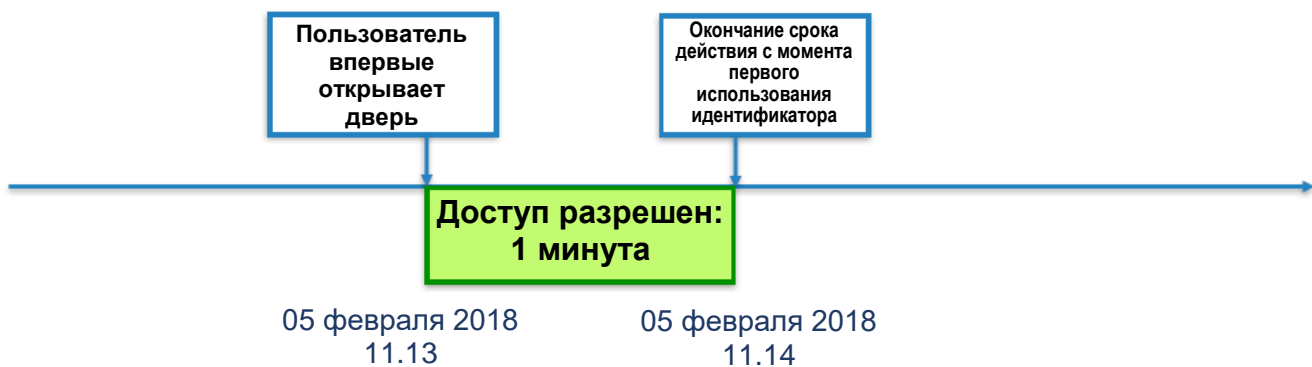 Пользователь
впервые
открывает
дверь
Окончание срока
действия с момента
первого
использования
идентификатора
Доступ разрешен:
1 минута
05 февраля 2018
11.13
05 февраля 2018
11.14